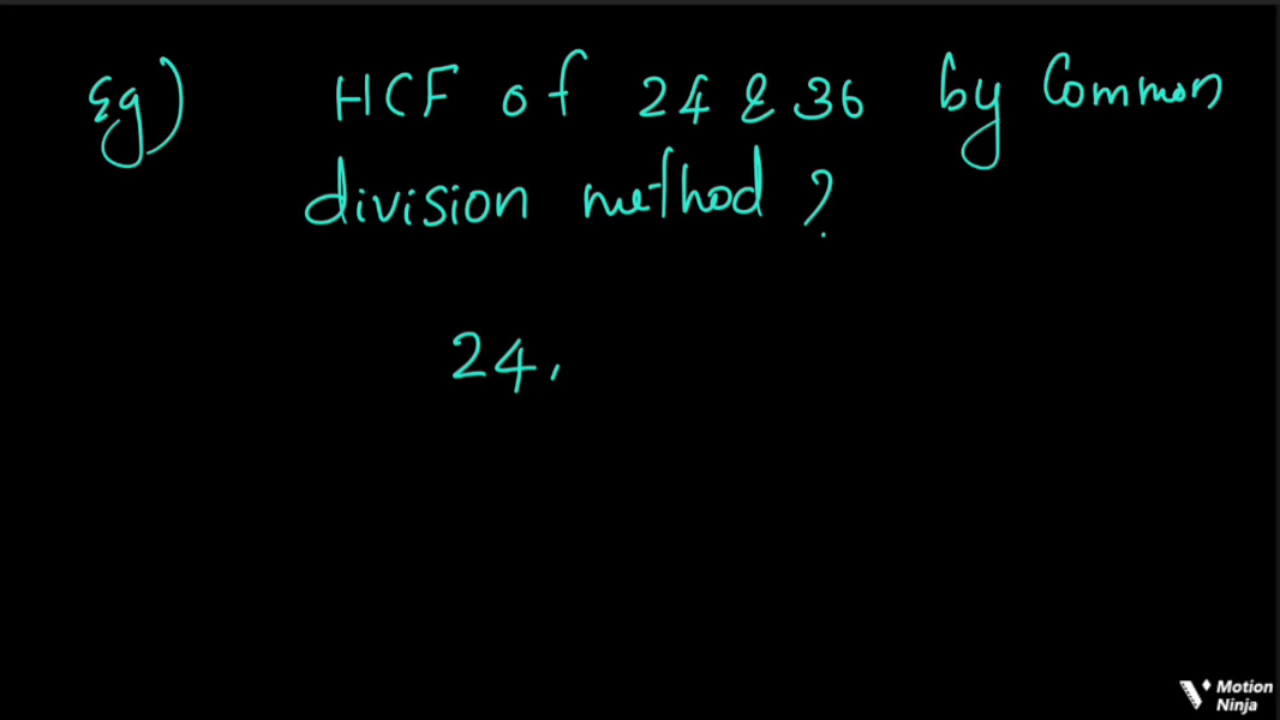 Eg) HCF of 24 & 36 by Common
division method ?
24,
Motion
Ninja